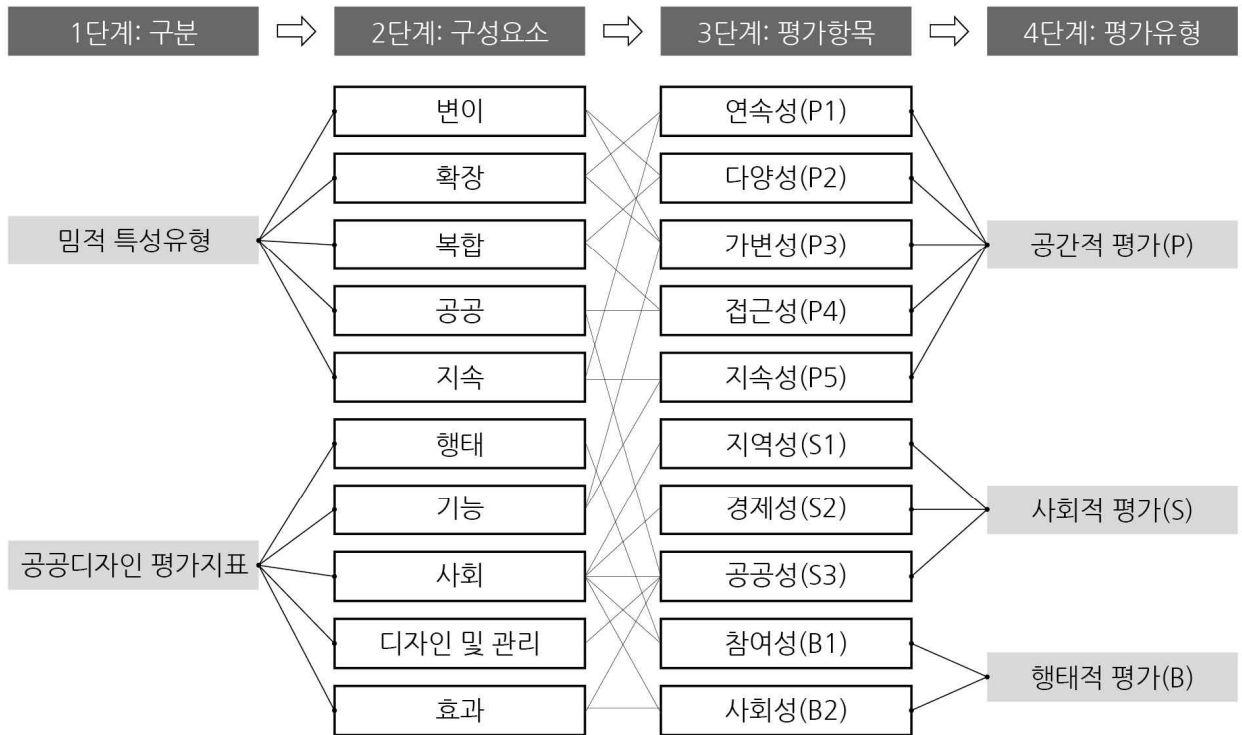 1단계: 구분
2단계: 구성요소
3단계: 평가항목
4단계: 평가유형
밈적 특성유형
공공디자인 평가지표
변이
확장
복합
공공
지속
행태
기능
사회
디자인 및 관리
효과
연속성(P1)
다양성(P2)
가변성(P3)
접근성(P4)
지속성(P5)
지역성(S1)
경제성(S2)
공공성(S3)
참여성(B1)
사회성(B2)
공간적 평가(P)
사회적 평가(S)
행태적 평가(B)